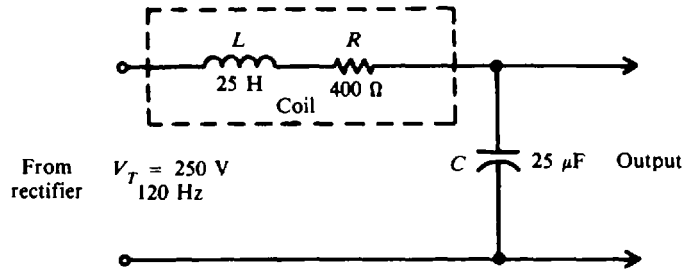 L
R
25 H
400 Ω
Coil
From
rectifier
V_T = 250 V
120 Hz
C
25 μF
Output